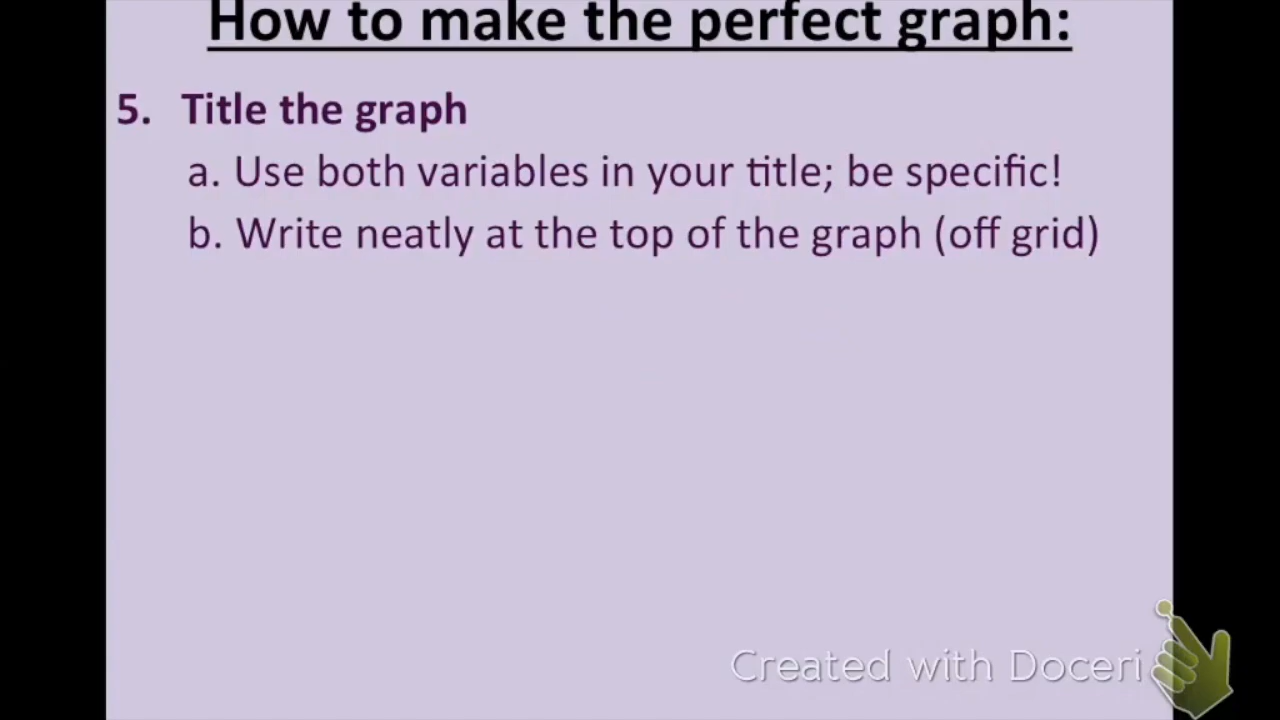 How to make the perfect graph:
5. Title the graph
a. Use both variables in your title; be specific!
b. Write neatly at the top of the graph (off grid)
Created with Doceri